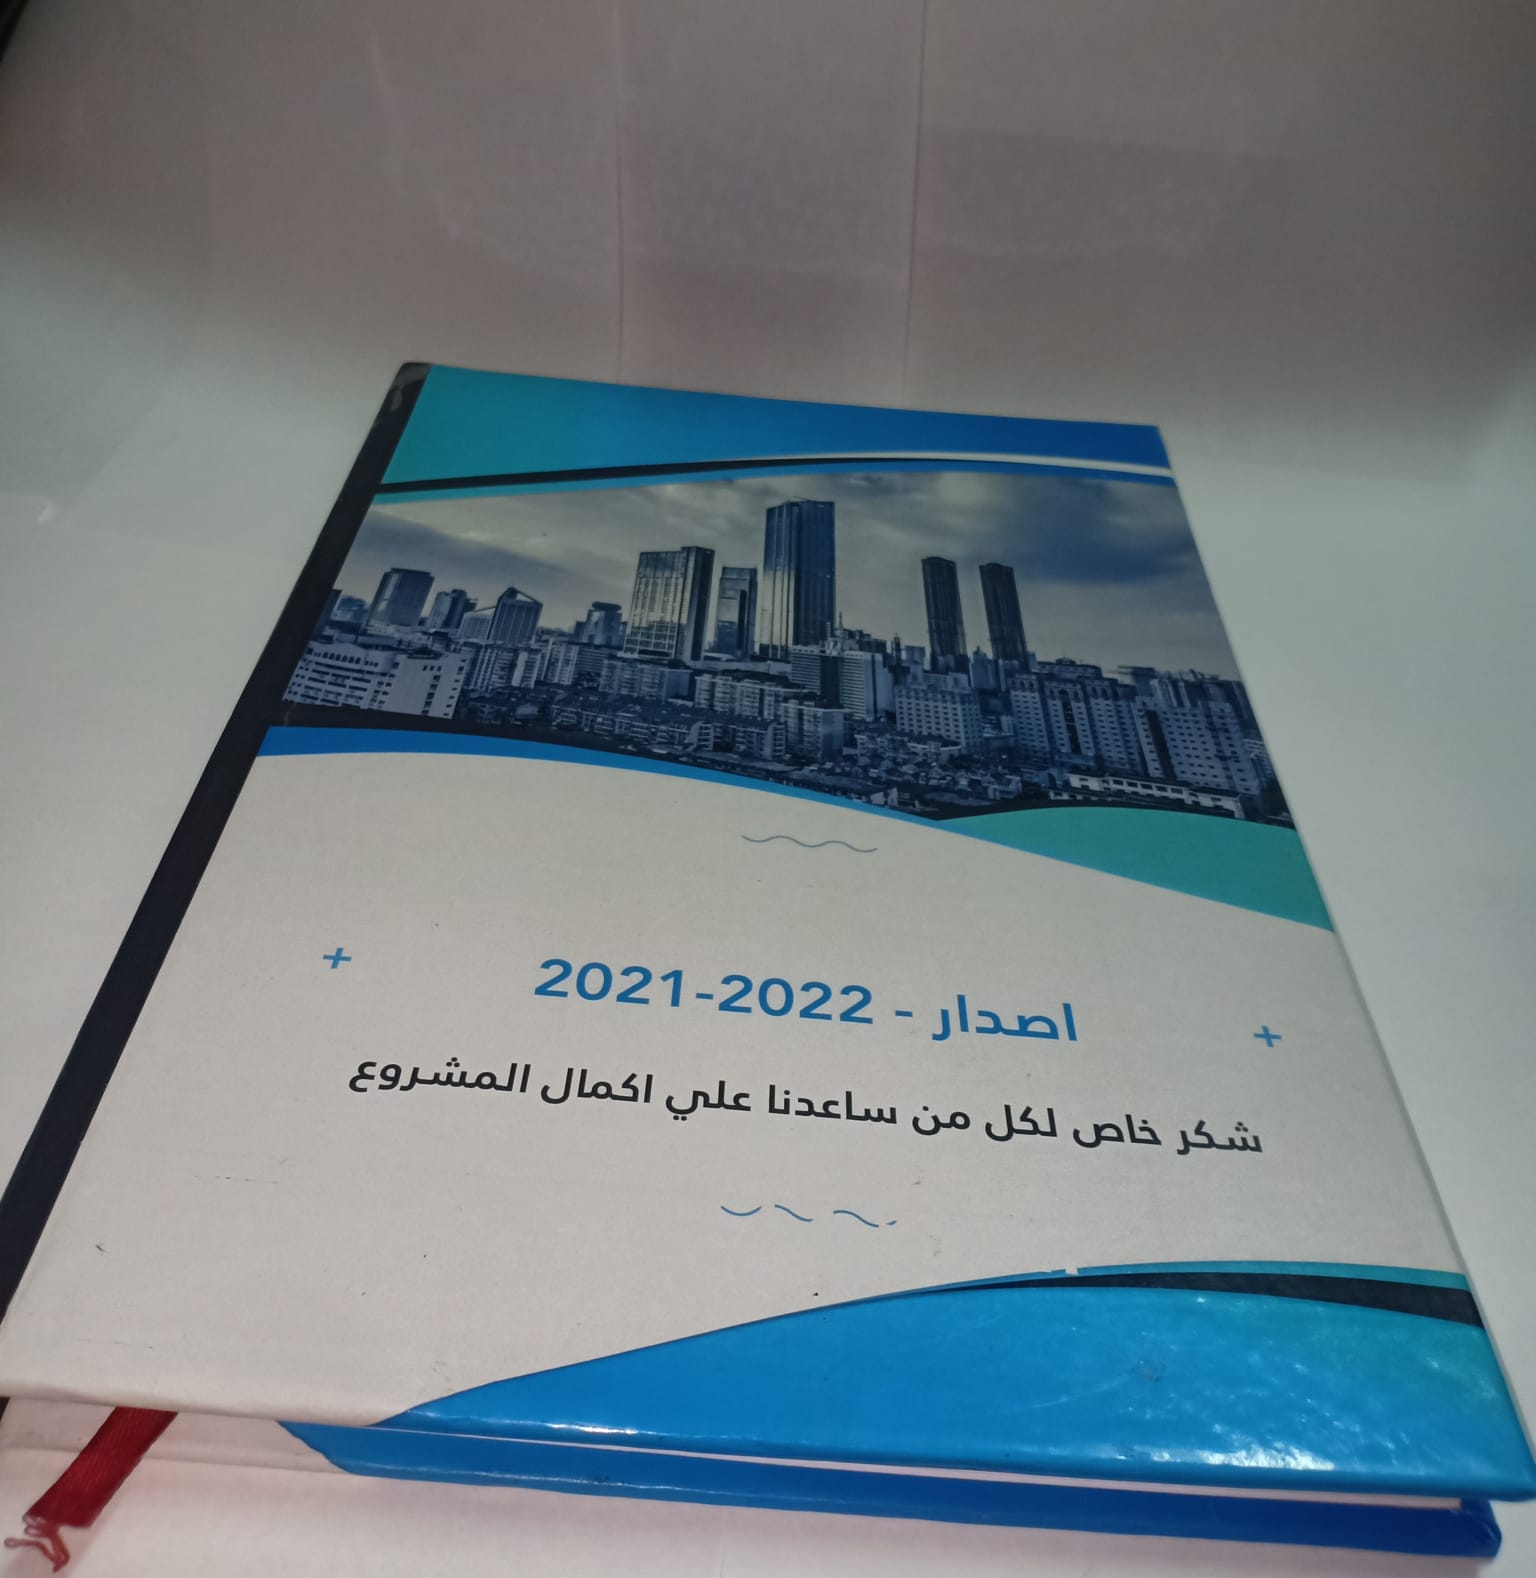 اصدار - 2022-2021
شكر خاص لكل من ساعدنا علي اكمال المشروع